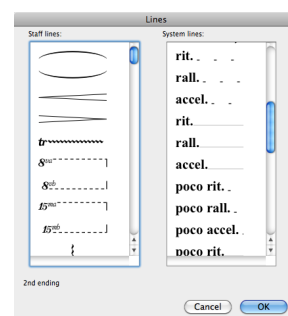 Lines
Staff lines:
System lines:
tr
8va
8vb
15ma
15mb
rit.
rall.
accel.
rit.
rall.
accel.
poco rit.
poco rall.
poco accel.
poco rit.
2nd ending
Cancel
OK